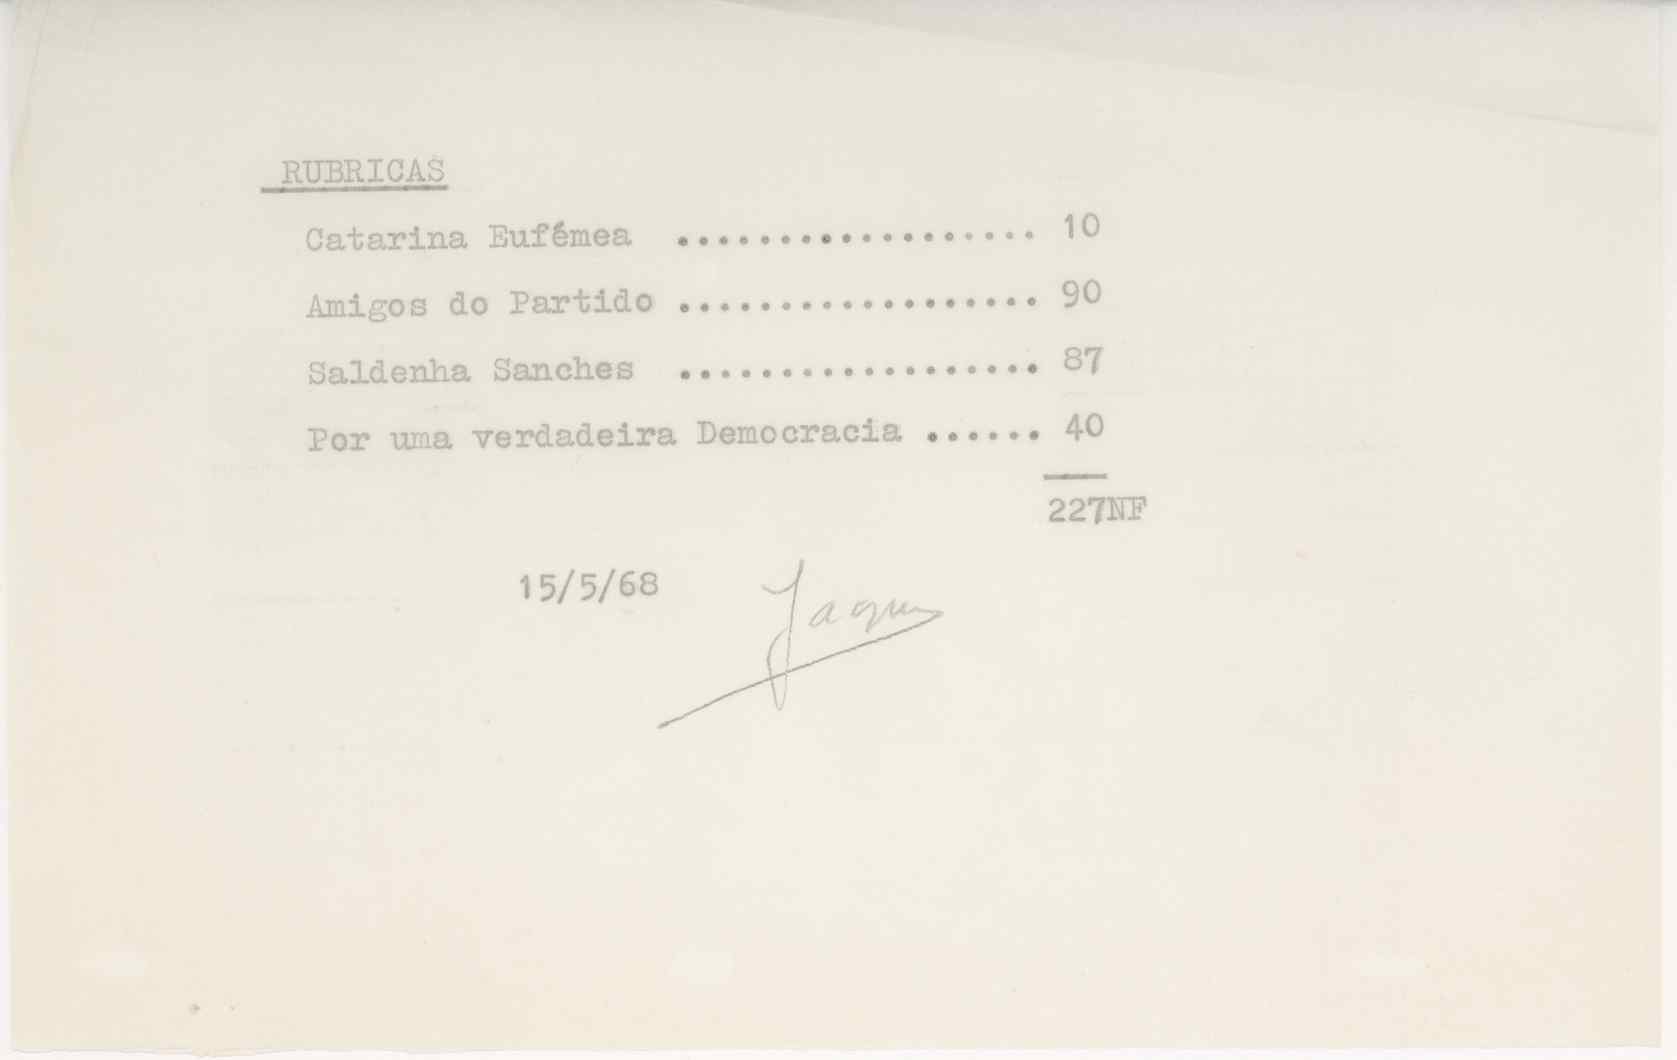 RUBRICAS
Catarina Eufémea .................. 10
Amigos do Partido .................. 90
Saldenha Sanches .................. 87
Por uma verdadeira Democracia ...... 40
227NF
15/5/68 Jaques